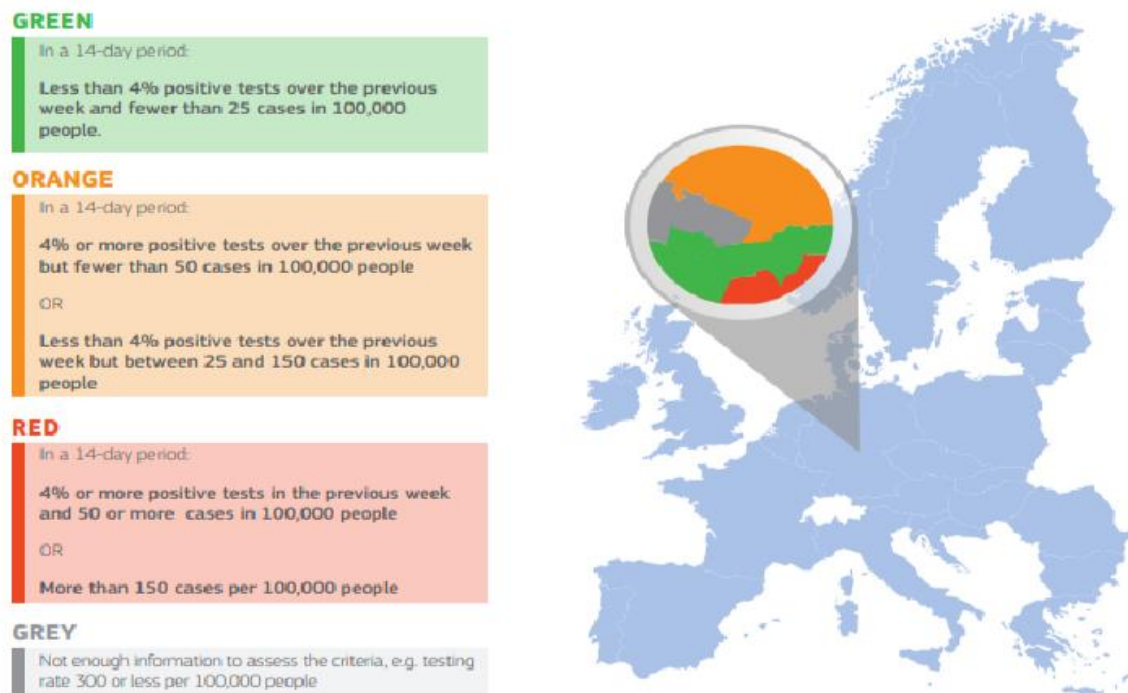 GREEN
In a 14-day period:
Less than 4% positive tests over the previous
week and fewer than 25 cases in 100,000
people.
ORANGE
In a 14-day period:
4% or more positive tests over the previous week
but fewer than 50 cases in 100,000 people
OR
Less than 4% positive tests over the previous
week but between 25 and 150 cases in 100,000
people
RED
In a 14-day period:
4% or more positive tests in the previous week
and 50 or more cases in 100,000 people
OR
More than 150 cases per 100,000 people
GREY
Not enough information to assess the criteria, e.g. testing
rate 300 or less per 100,000 people